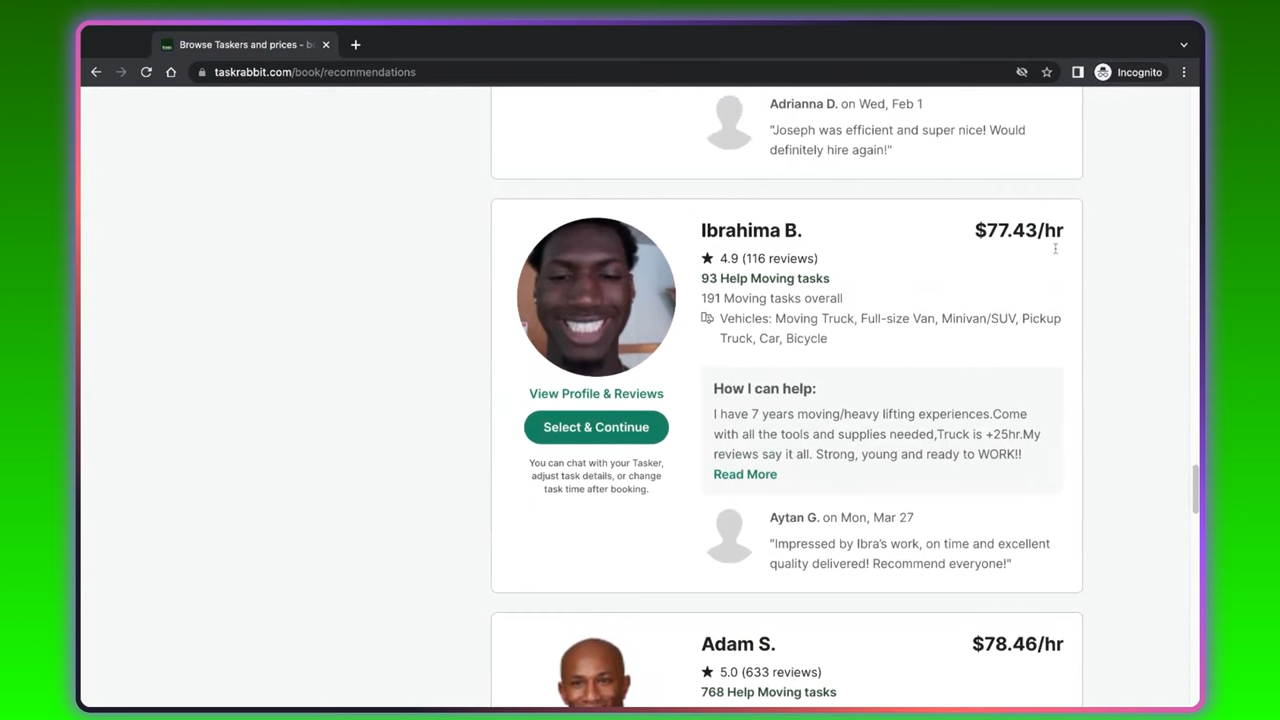 Browse Taskers and prices - bo
taskrabbit.com/book/recommendations
Incognito
Adrianna D. on Wed, Feb 1
"Joseph was efficient and super nice! Would
definitely hire again!"
Ibrahima B.
$77.43/hr
4.9 (116 reviews)
93 Help Moving tasks
191 Moving tasks overall
Vehicles: Moving Truck, Full-size Van, Minivan/SUV, Pickup
Truck, Car, Bicycle
View Profile & Reviews
Select & Continue
You can chat with your Tasker,
adjust task details, or change
task time after booking.
How I can help:
I have 7 years moving/heavy lifting experiences.Come
with all the tools and supplies needed,Truck is +25hr.My
reviews say it all. Strong, young and ready to WORK!!
Read More
Aytan G. on Mon, Mar 27
"Impressed by Ibra's work, on time and excellent
quality delivered! Recommend everyone!"
Adam S.
$78.46/hr
5.0 (633 reviews)
768 Help Moving tasks